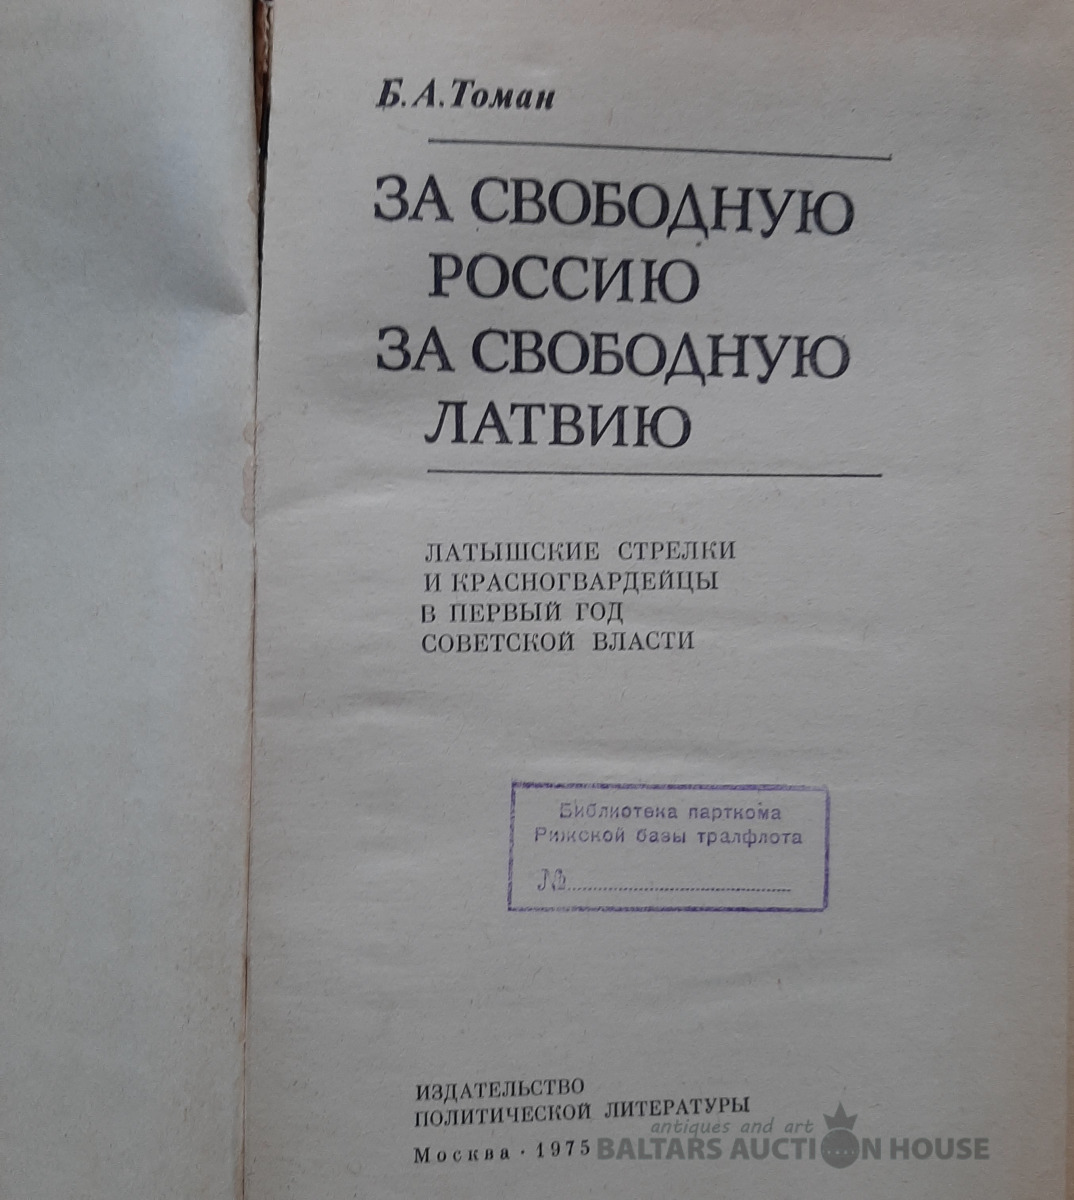 Б. А. Томан
ЗА СВОБОДНУЮ
РОССИЮ
ЗА СВОБОДНУЮ
ЛАТВИЮ
ЛАТЫШСКИЕ СТРЕЛКИ
И КРАСНОГВАРДЕЙЦЫ
В ПЕРВЫЙ ГОД
СОВЕТСКОЙ ВЛАСТИ
Библиотека парткома
Рижской базы тралфлота
№
ИЗДАТЕЛЬСТВО
ПОЛИТИЧЕСКОЙ ЛИТЕРАТУРЫ
Москва · 1975
antiques and art
BALTARS AUCTION HOUSE